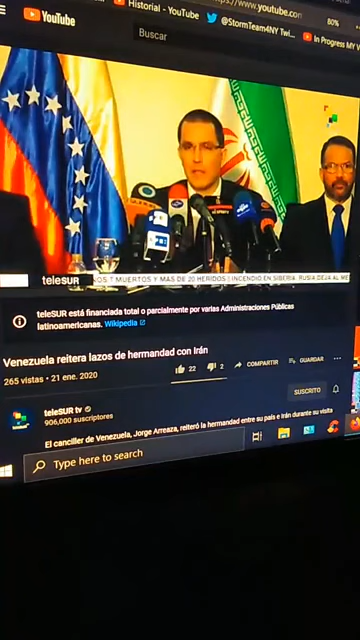 Historial - YouTube
https://www.youtube.con
YouTube
@StormTeam4NY Twi...
80%
Buscar
In Progress MY V
teleSUR
OS 7 MUERTOS Y MÁS DE 20 HERIDOS | INCENDIO EN SIBERIA, RUSIA DEJA AL ME
teleSUR está financiada total o parcialmente por varias Administraciones Públicas
latinoamericanas. Wikipedia
Venezuela reitera lazos de hermandad con Irán
265 vistas • 21 ene. 2020
22
2
COMPARTIR
GUARDAR
SUSCRITO
teleSUR tv
906,000 suscriptores
El canciller de Venezuela, Jorge Arreaza, reiteró la hermandad entre su país e Irán durante su visita
Type here to search